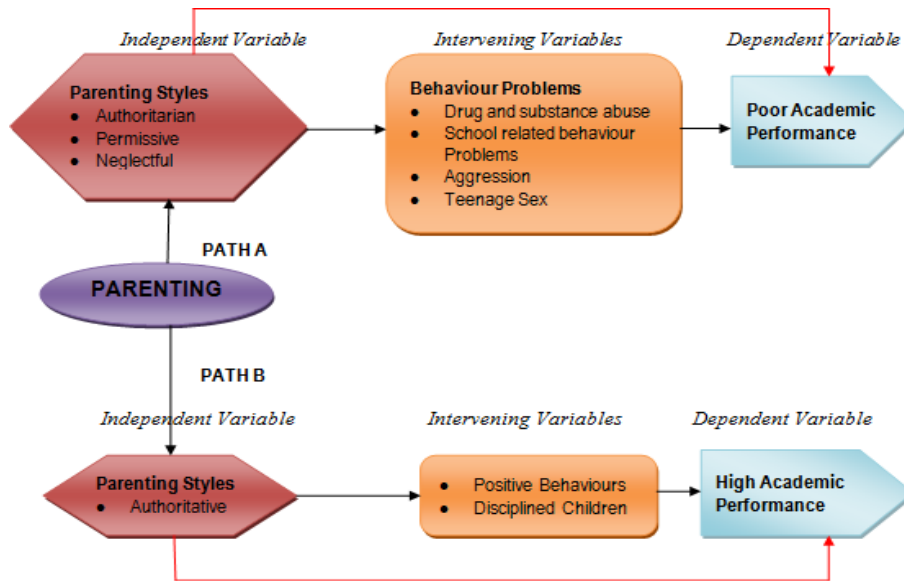 Independent Variable
Intervening Variables
Dependent Variable
Parenting Styles
● Authoritarian
● Permissive
● Neglectful
Behaviour Problems
● Drug and substance abuse
● School related behaviour
Problems
● Aggression
● Teenage Sex
Poor Academic
Performance
PATH A
PARENTING
PATH B
Independent Variable
Intervening Variables
Dependent Variable
Parenting Styles
● Authoritative
● Positive Behaviours
● Disciplined Children
High Academic
Performance